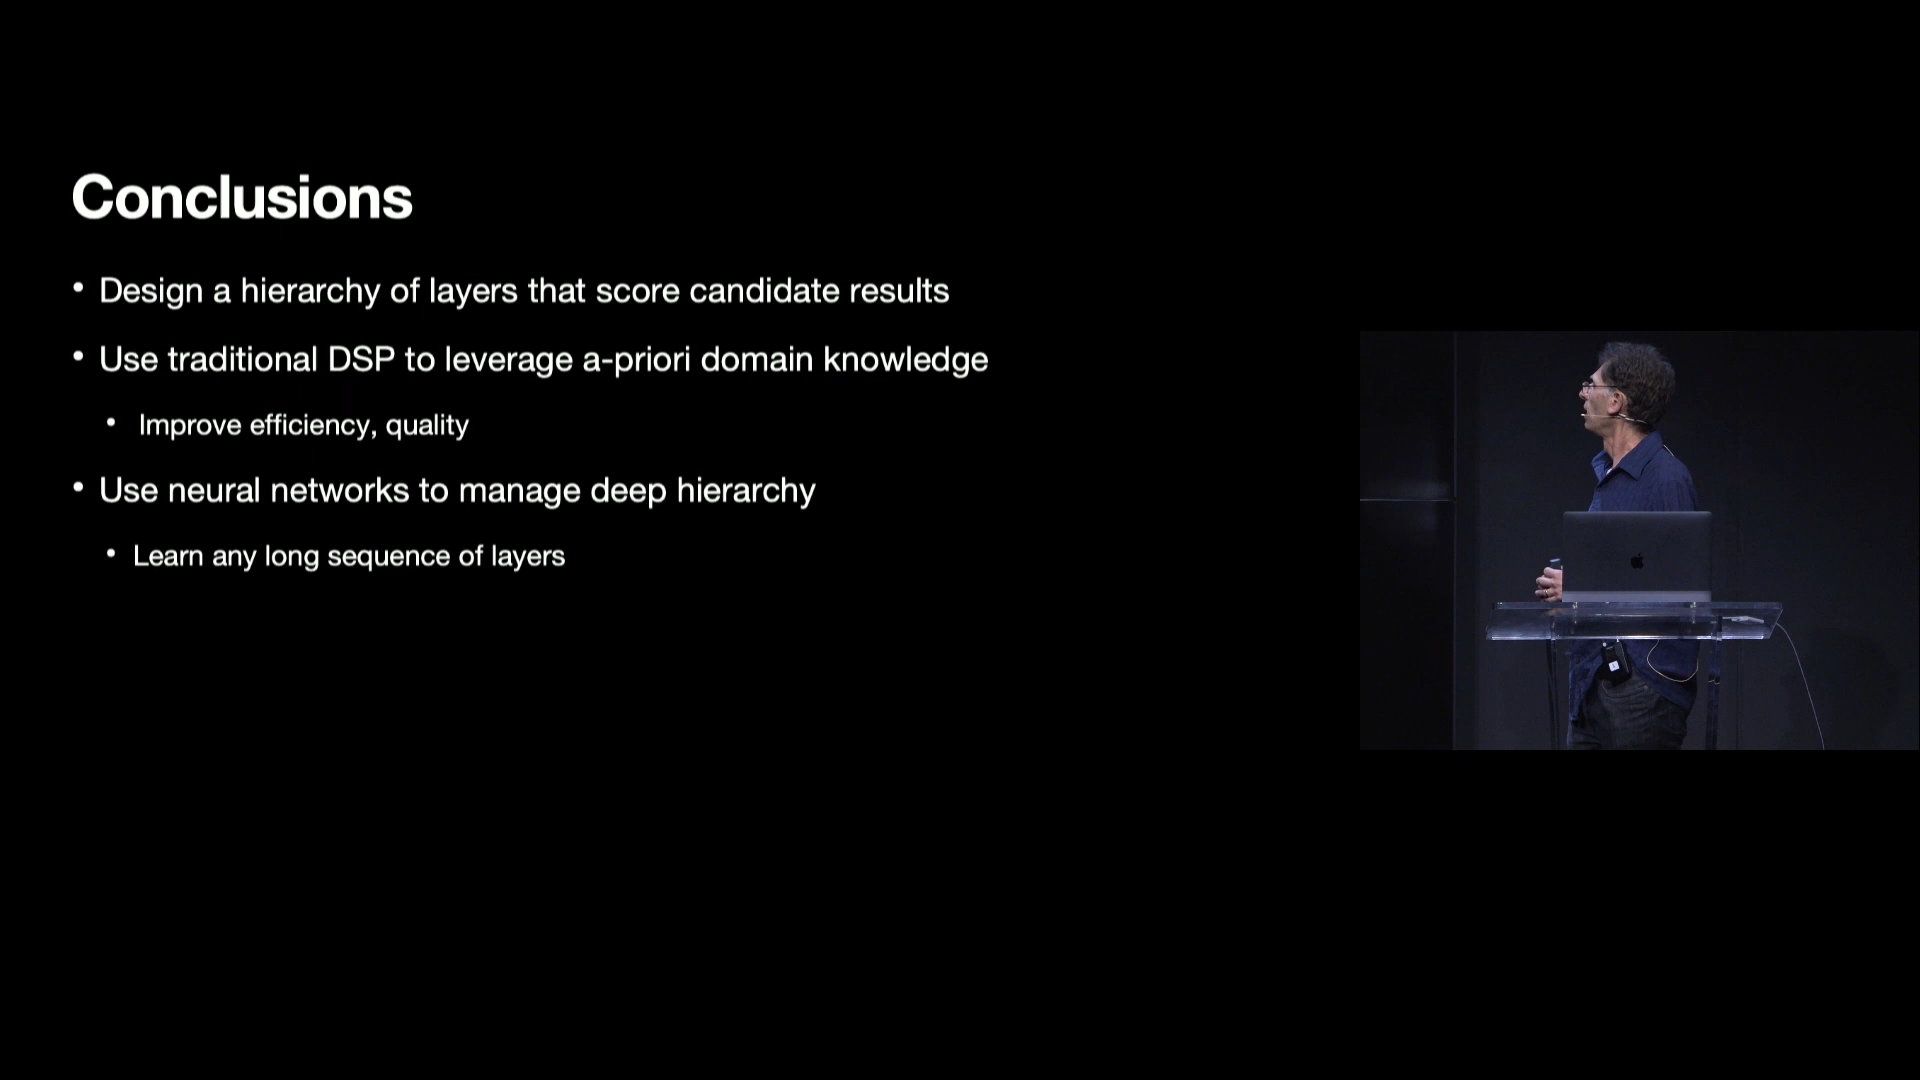 Conclusions
• Design a hierarchy of layers that score candidate results
• Use traditional DSP to leverage a-priori domain knowledge
• Improve efficiency, quality
• Use neural networks to manage deep hierarchy
• Learn any long sequence of layers